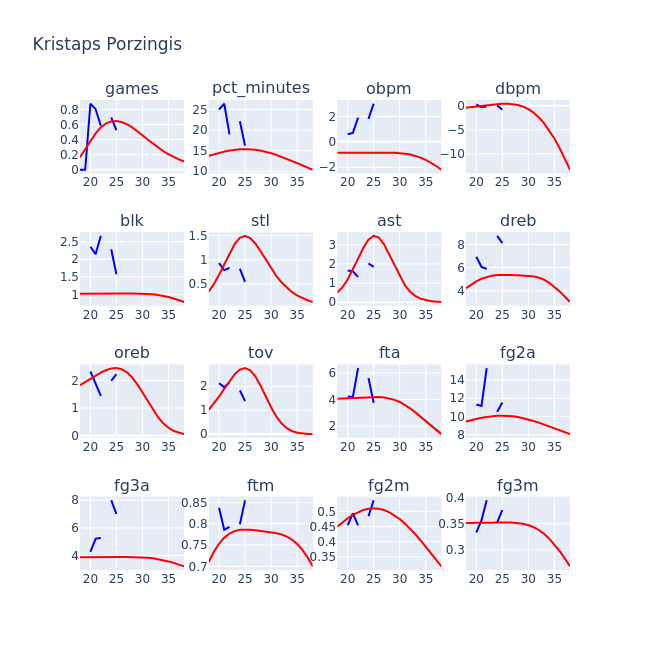 Kristaps Porzingis
games pct_minutes obpm dbpm
0 0.2 0.4 0.6 0.8 20 25 30 35
10 15 20 25 20 25 30 35
−2 0 2 20 25 30 35
−10 −5 0 20 25 30 35
blk stl ast dreb
1 1.5 2 2.5 20 25 30 35
0.5 1 1.5 20 25 30 35
0 1 2 3 20 25 30 35
4 6 8 20 25 30 35
oreb tov fta fg2a
0 1 2 20 25 30 35
0 1 2 20 25 30 35
2 4 6 20 25 30 35
8 10 12 14 20 25 30 35
fg3a ftm fg2m fg3m
4 6 8 20 25 30 35
0.7 0.75 0.8 0.85 20 25 30 35
0.35 0.4 0.45 0.5 20 25 30 35
0.3 0.35 0.4 20 25 30 35